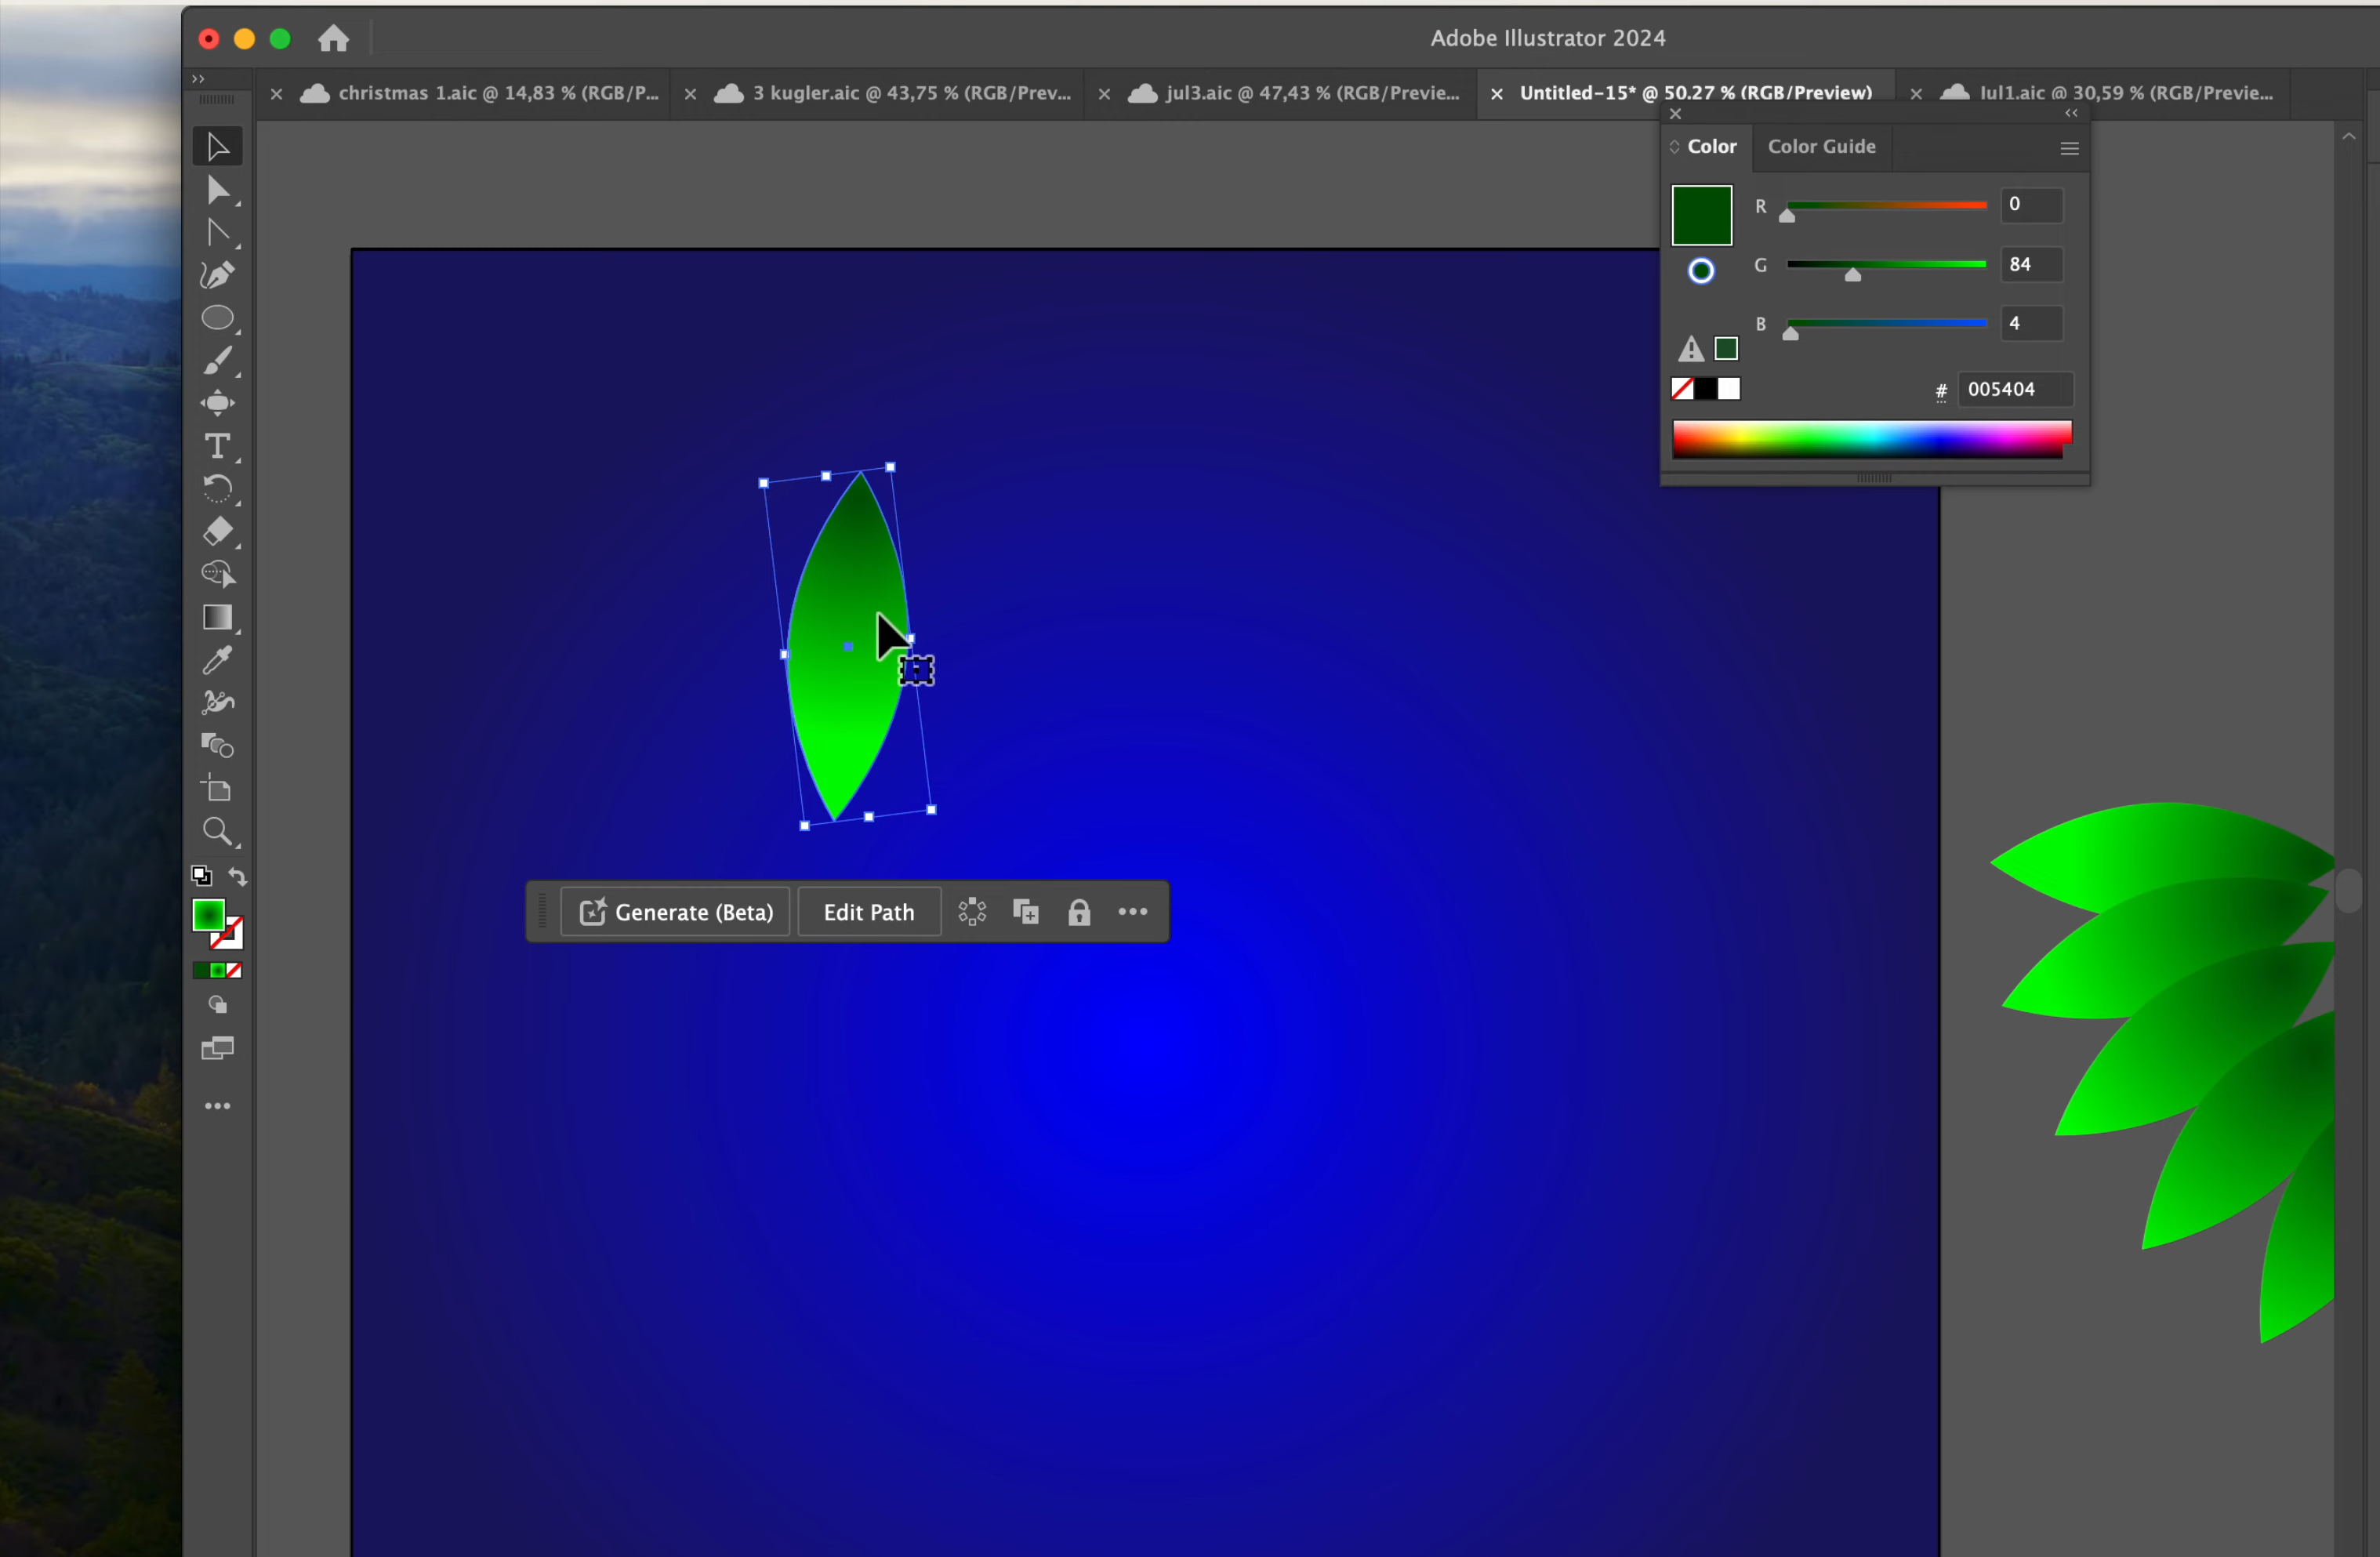 Adobe Illustrator 2024
christmas 1.aic @ 14,83 % (RGB/P...
3 kugler.aic @ 43,75 % (RGB/Prev...
jul3.aic @ 47,43 % (RGB/Previe...
Untitled-15* @ 50,27 % (RGB/Preview)
Jul1.aic @ 30,59 % (RGB/Previe...
Color
Color Guide
R 0
G 84
B 4
# 005404
T
Generate (Beta)
Edit Path